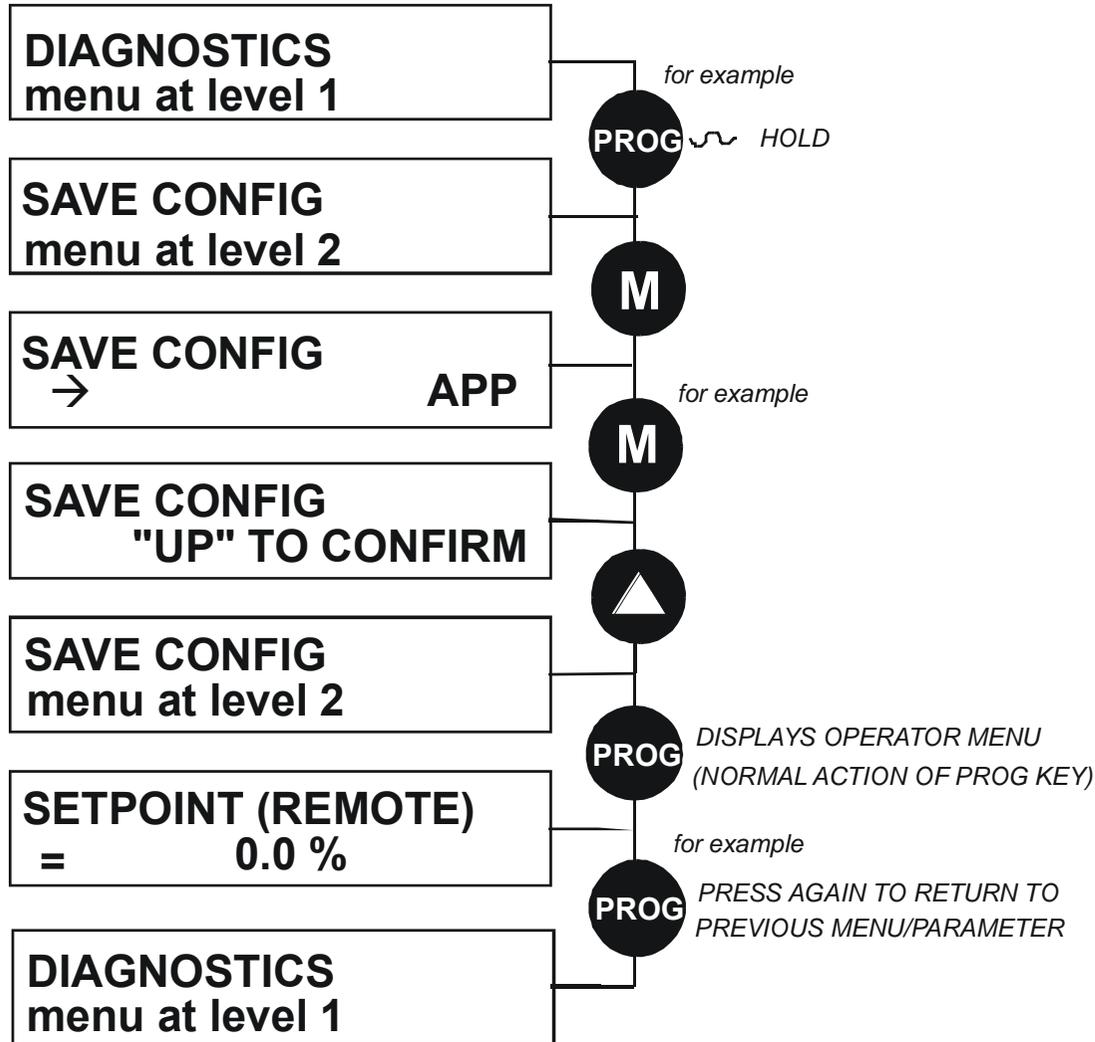 DIAGNOSTICS
menu at level 1
for example
PROG
HOLD
SAVE CONFIG
menu at level 2
M
SAVE CONFIG
→ APP
for example
M
SAVE CONFIG
"UP" TO CONFIRM
SAVE CONFIG
menu at level 2
PROG
DISPLAYS OPERATOR MENU
(NORMAL ACTION OF PROG KEY)
SETPOINT (REMOTE)
= 0.0 %
for example
PROG
PRESS AGAIN TO RETURN TO
PREVIOUS MENU/PARAMETER
DIAGNOSTICS
menu at level 1